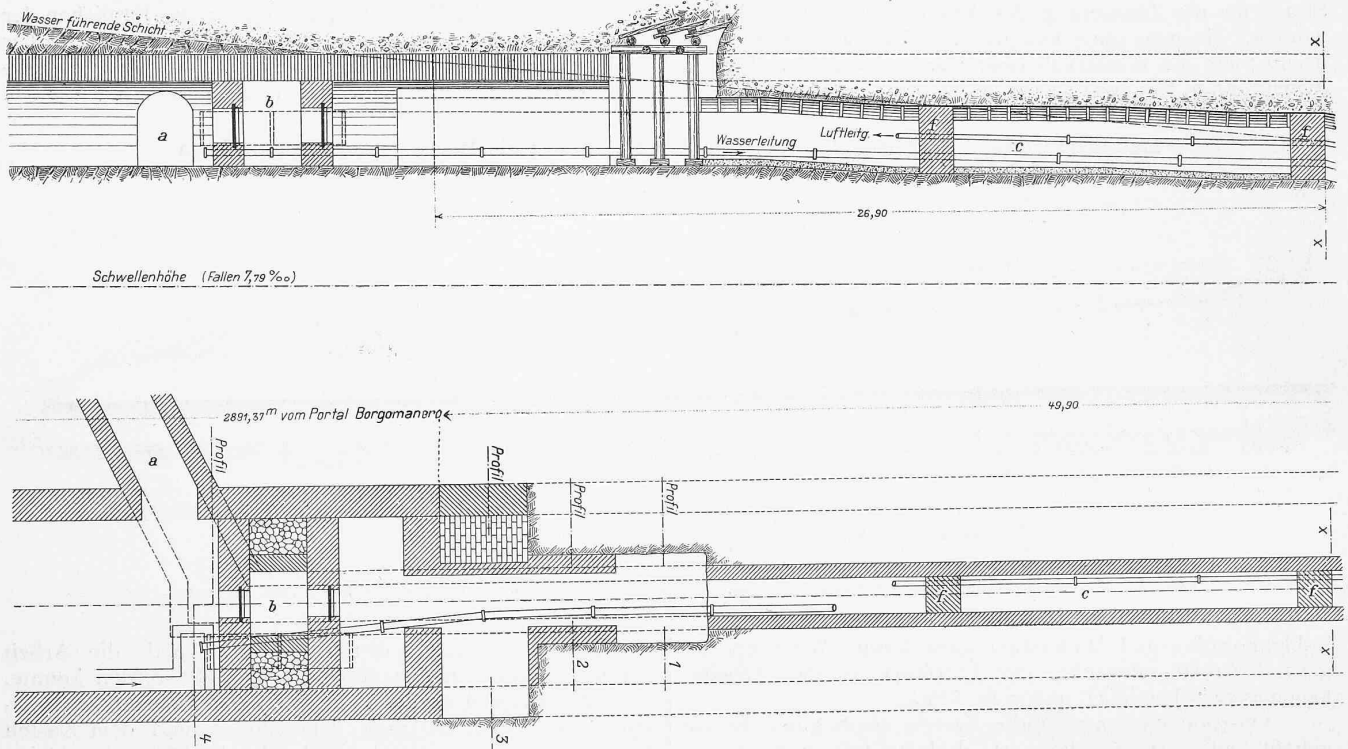 Wasser führende Schicht
x
b
a
f
Luftleitg.
f
Wasserleitung
c
26,90
x
Schwellenhöhe (Fallen 7,79 ‰)
2891,37 m vom Portal Borgomanero
49,90
a
Profil
Profil
Profil
Profil
x
b
f
c
f
x
2
1
4
3